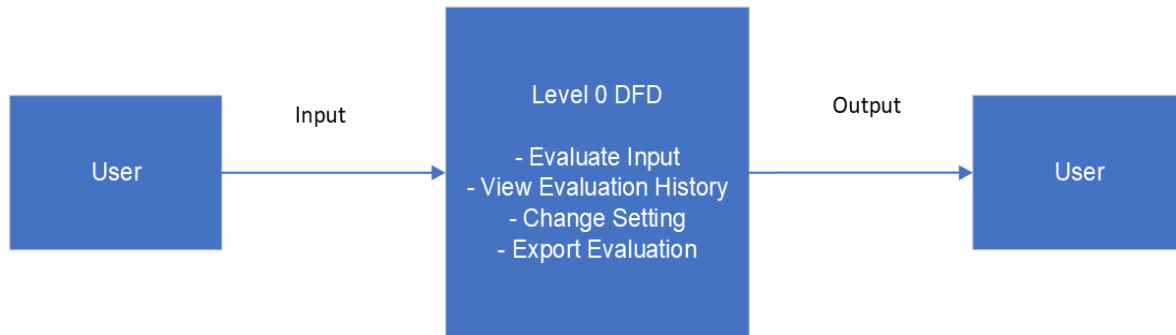 User
Input
Level 0 DFD
- Evaluate Input
- View Evaluation History
- Change Setting
- Export Evaluation
Output
User